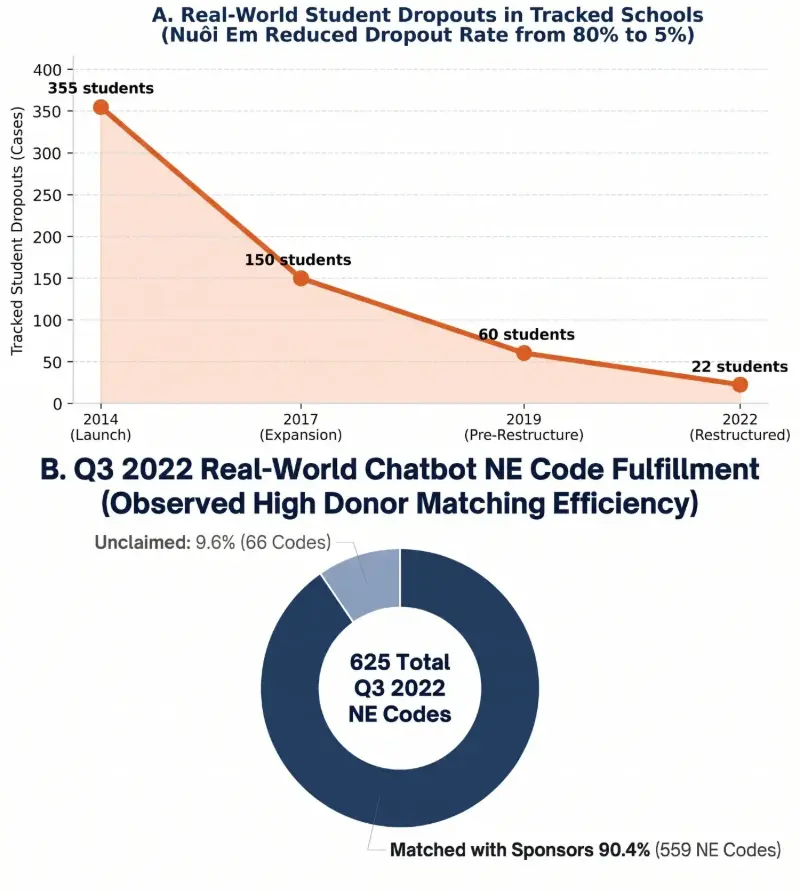 A. Real-World Student Dropouts in Tracked Schools
(Nuôi Em Reduced Dropout Rate from 80% to 5%)
Tracked Student Dropouts (Cases)
400
350
300
250
200
150
100
50
0
355 students
150 students
60 students
22 students
2014
(Launch)
2017
(Expansion)
2019
(Pre-Restructure)
2022
(Restructured)
B. Q3 2022 Real-World Chatbot NE Code Fulfillment
(Observed High Donor Matching Efficiency)
Unclaimed: 9.6% (66 Codes)
625 Total
Q3 2022
NE Codes
Matched with Sponsors 90.4% (559 NE Codes)